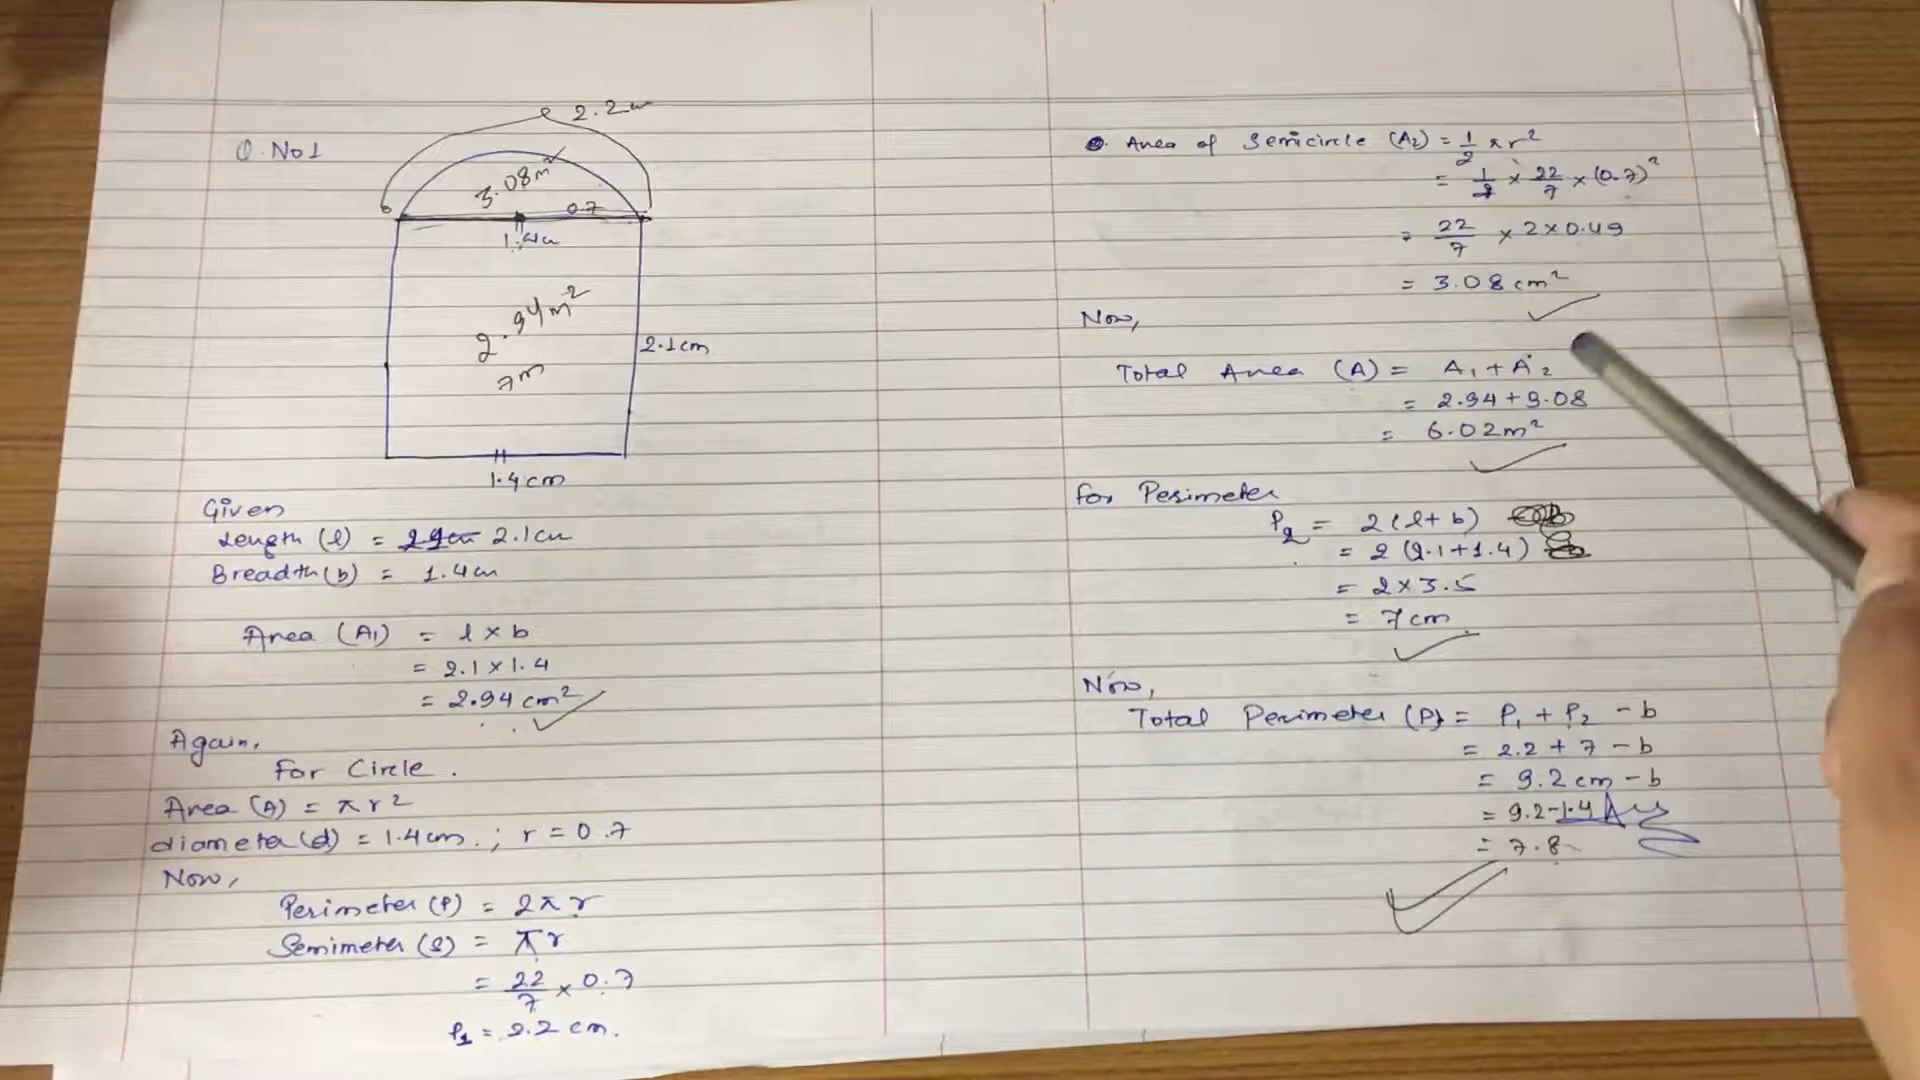 Q.No1
2.2
3.08m
0.7
2.94m²
7m
2.1cm
1.4cm
Given
Length (l) = 2.1cm
Breadth (b) = 1.4cm
Area (A1) = l × b
= 2.1 × 1.4
= 2.94 cm²
Again,
For Circle.
Area (A) = πr²
diameter (d) = 1.4cm. ; r = 0.7
Now,
Perimeter (P) = 2πr
= πr
= 22/7 × 0.7
P1 = 2.2 cm.
Area of Semicircle (A2) = 1/2 πr²
= 1/2 × 22/7 × (0.7)²
= 22/7 × 2 × 0.49
= 3.08 cm²
Now,
Total Area (A) = A1 + A2
= 2.94 + 3.08
= 6.02m²
For Perimeter
P2 = 2(l + b)
= 2 (2.1 + 1.4)
= 2 × 3.5
= 7cm
Now,
Total Perimeter (P) = P1 + P2 - b
= 2.2 + 7 - b
= 9.2 cm - b
= 9.2 - 1.4
= 7.8